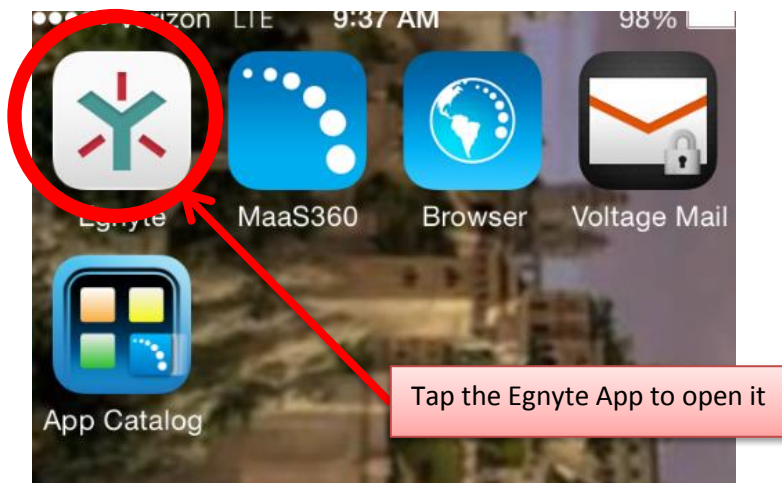 Verizon LTE 9:37 AM 98%
Egnyte MaaS360 Browser Voltage Mail
App Catalog
Tap the Egnyte App to open it